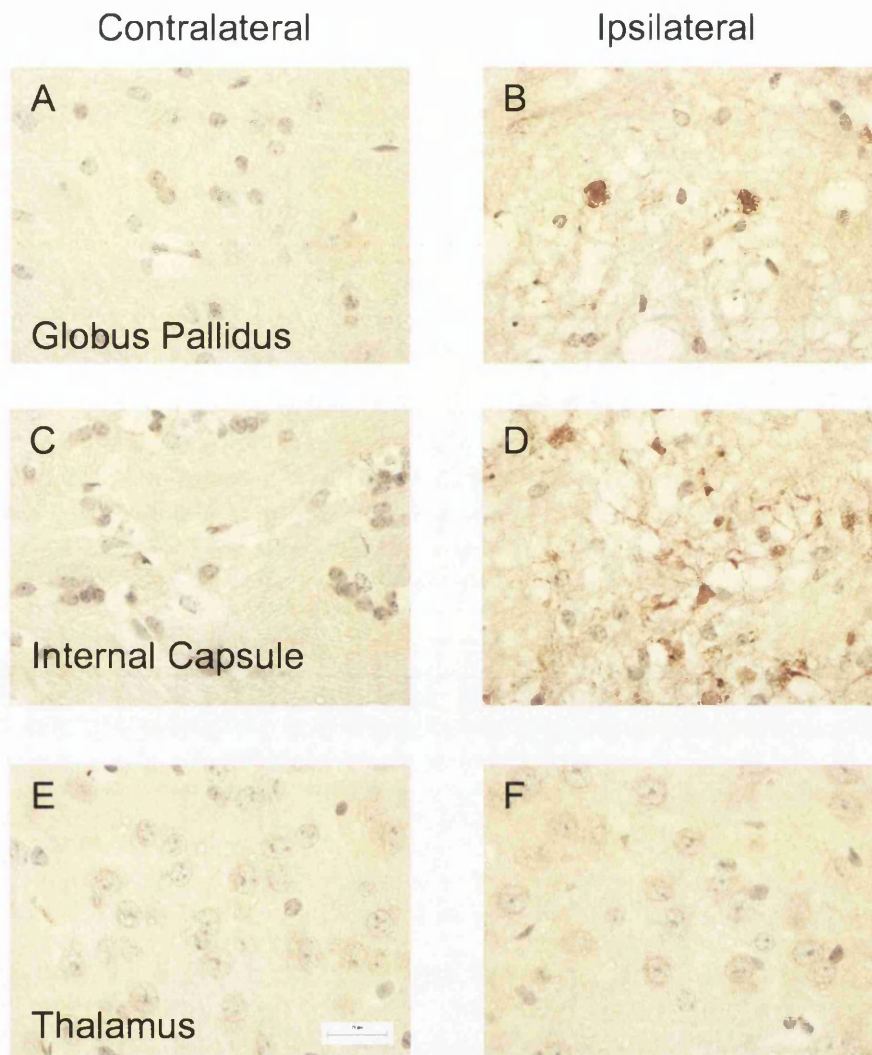 Contralateral Ipsilateral
A B
Globus Pallidus
C D
Internal Capsule
E F
Thalamus